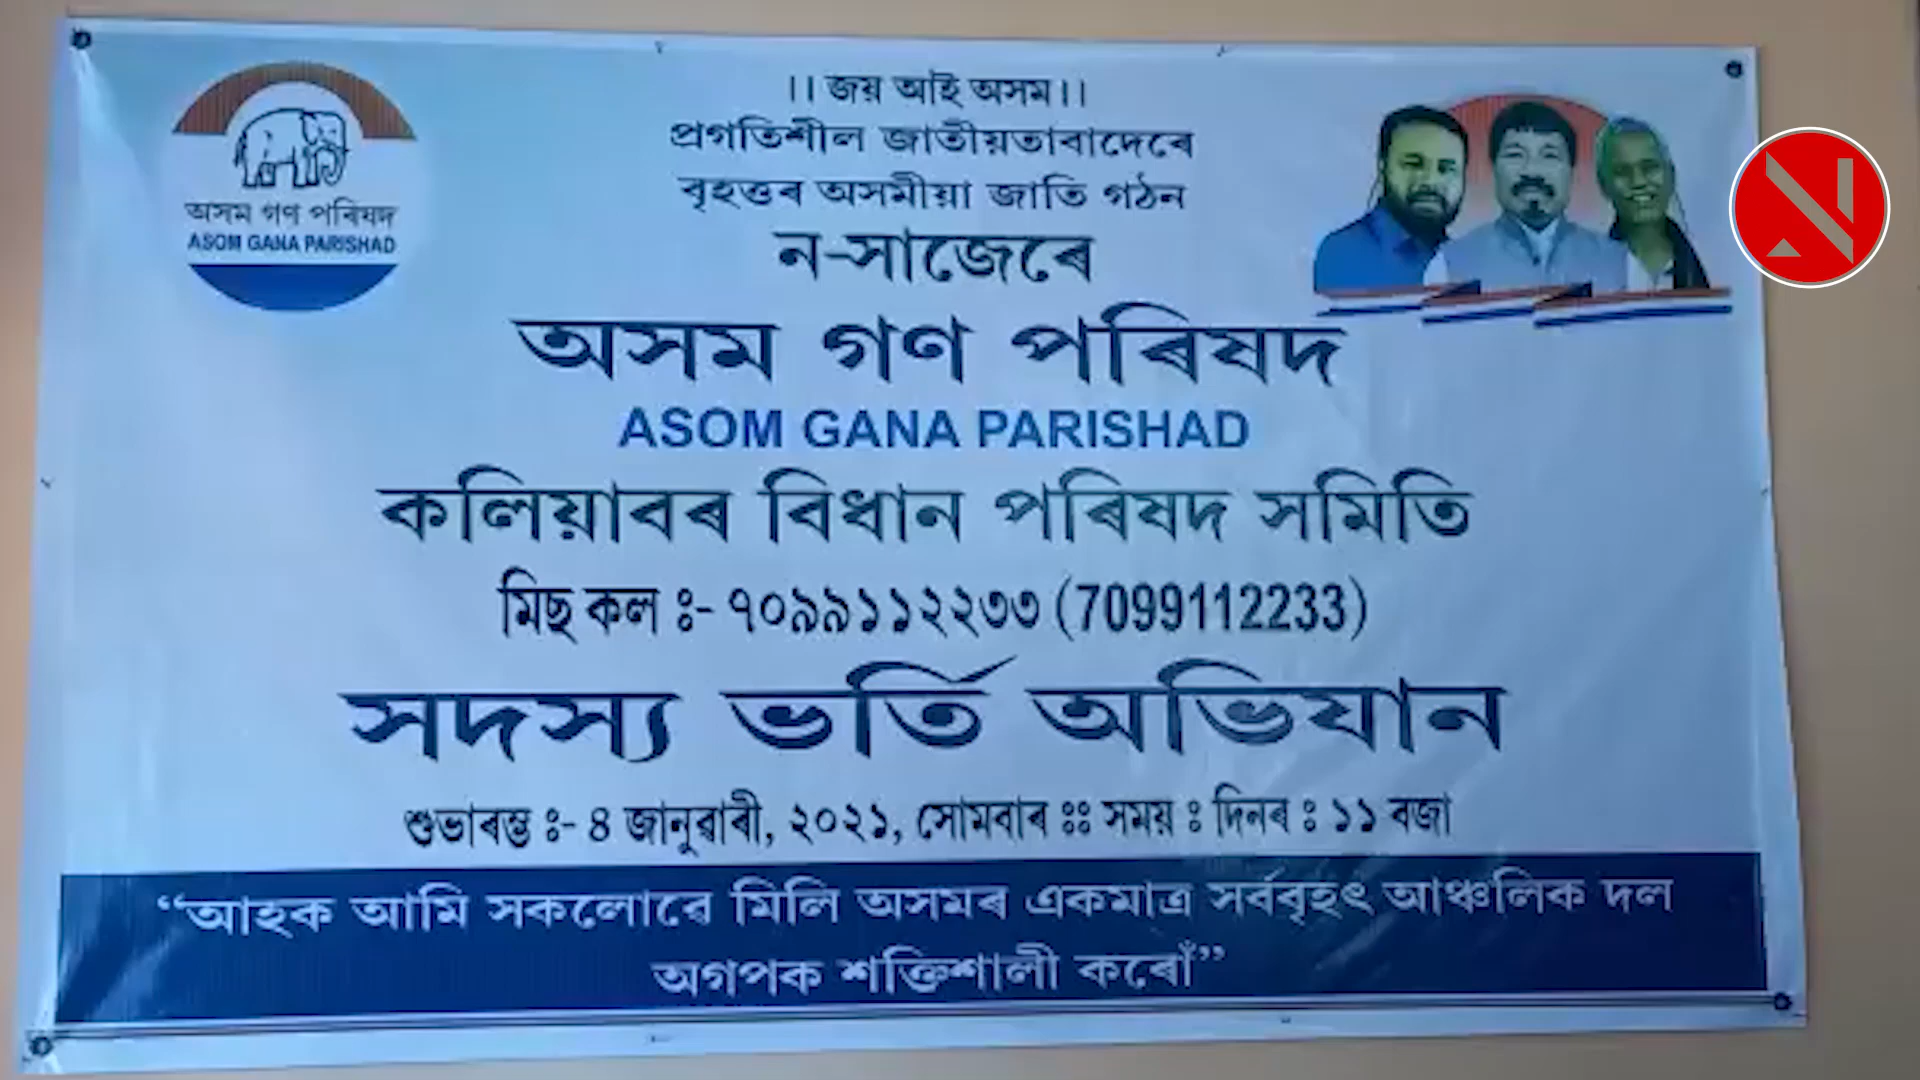 অসম গণ পৰিষদ
ASOM GANA PARISHAD
।। জয় আই অসম।।
প্ৰগতিশীল জাতীয়তাবাদেৰে
বৃহত্তৰ অসমীয়া জাতি গঠন
ন-সাজেৰে
অসম গণ পৰিষদ
ASOM GANA PARISHAD
কলিয়াবৰ বিধান পৰিষদ সমিতি
মিছ কল ঃ- ৭০৯৯১১২২৩৩ (7099112233)
সদস্য ভৰ্তি অভিযান
শুভাৰম্ভ ঃ- ৪ জানুৱাৰী, ২০২১, সোমবাৰ ঃঃ সময় ঃ দিনৰ ঃ ১১ বজা
“আহক আমি সকলোৱে মিলি অসমৰ একমাত্ৰ সৰ্ববৃহৎ আঞ্চলিক দল
অগপক শক্তিশালী কৰোঁ”